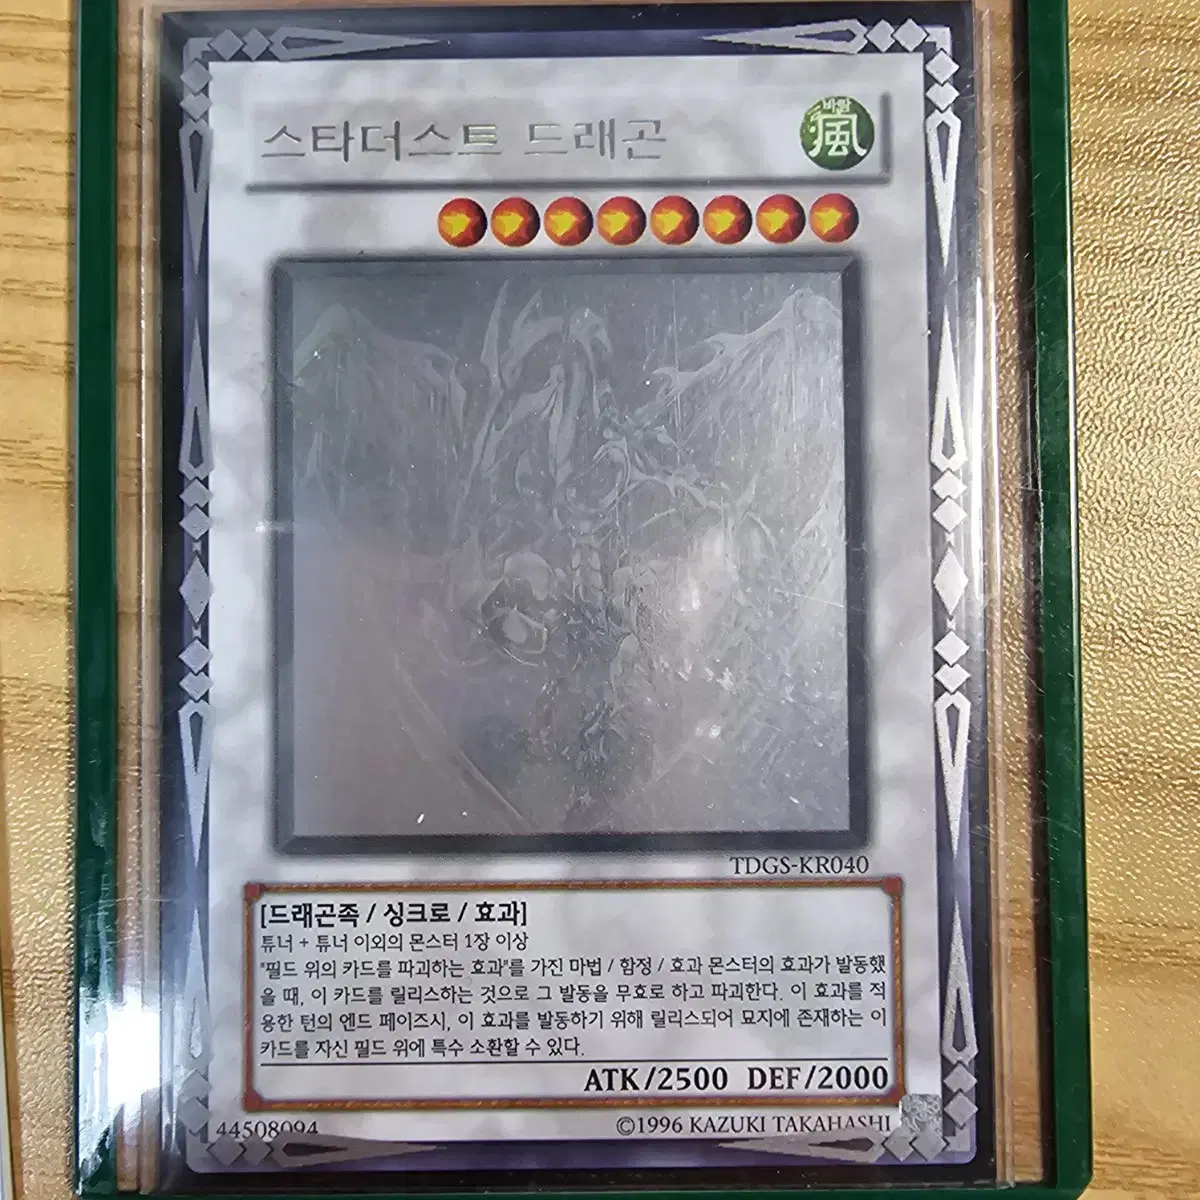 스타더스트 드래곤
바람
風
TDGS-KR040
[드래곤족 / 싱크로 / 효과]
튜너 + 튜너 이외의 몬스터 1장 이상
"필드 위의 카드를 파괴하는 효과"를 가진 마법 / 함정 / 효과 몬스터의 효과가 발동했
을 때, 이 카드를 릴리스하는 것으로 그 발동을 무효로 하고 파괴한다. 이 효과를 적
용한 턴의 엔드 페이즈시, 이 효과를 발동하기 위해 릴리스되어 묘지에 존재하는 이
카드를 자신 필드 위에 특수 소환할 수 있다.
ATK/2500 DEF/2000
44508094 ©1996 KAZUKI TAKAHASHI